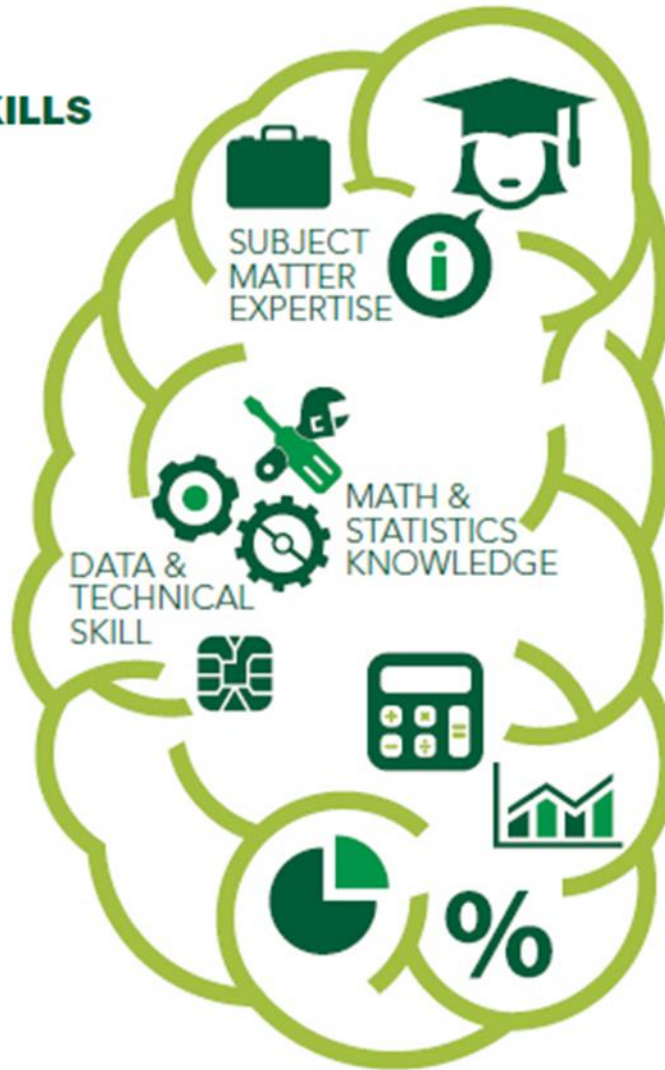 KILLS
SUBJECT
MATTER
EXPERTISE
i
MATH &
STATISTICS
KNOWLEDGE
DATA &
TECHNICAL
SKILL
%